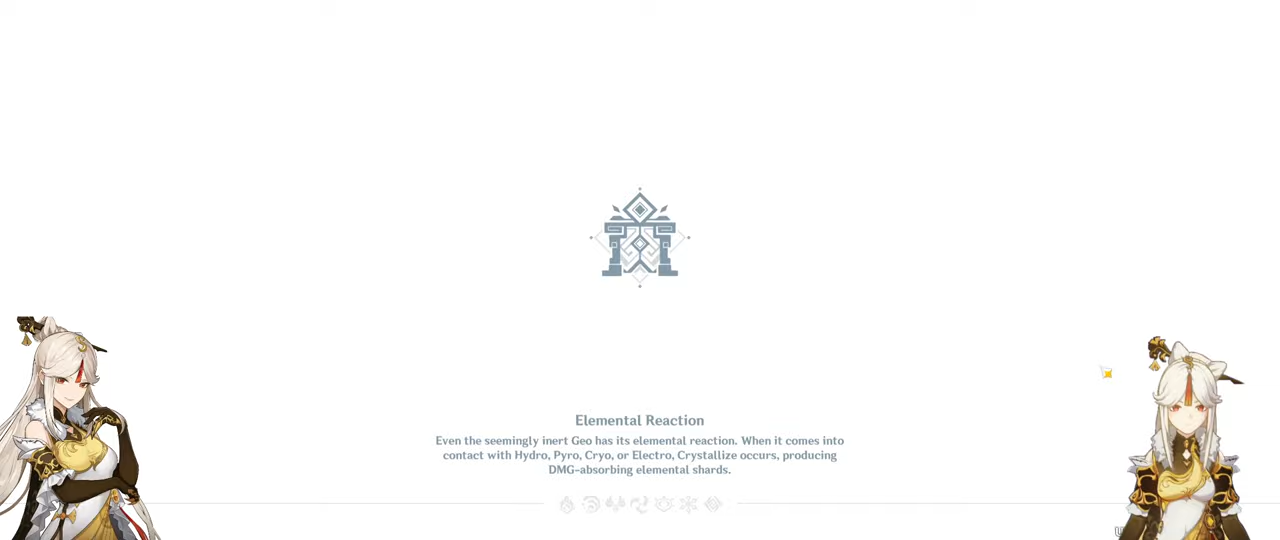 Elemental Reaction
Even the seemingly inert Geo has its elemental reaction. When it comes into
contact with Hydro, Pyro, Cryo, or Electro, Crystallize occurs, producing
DMG-absorbing elemental shards.